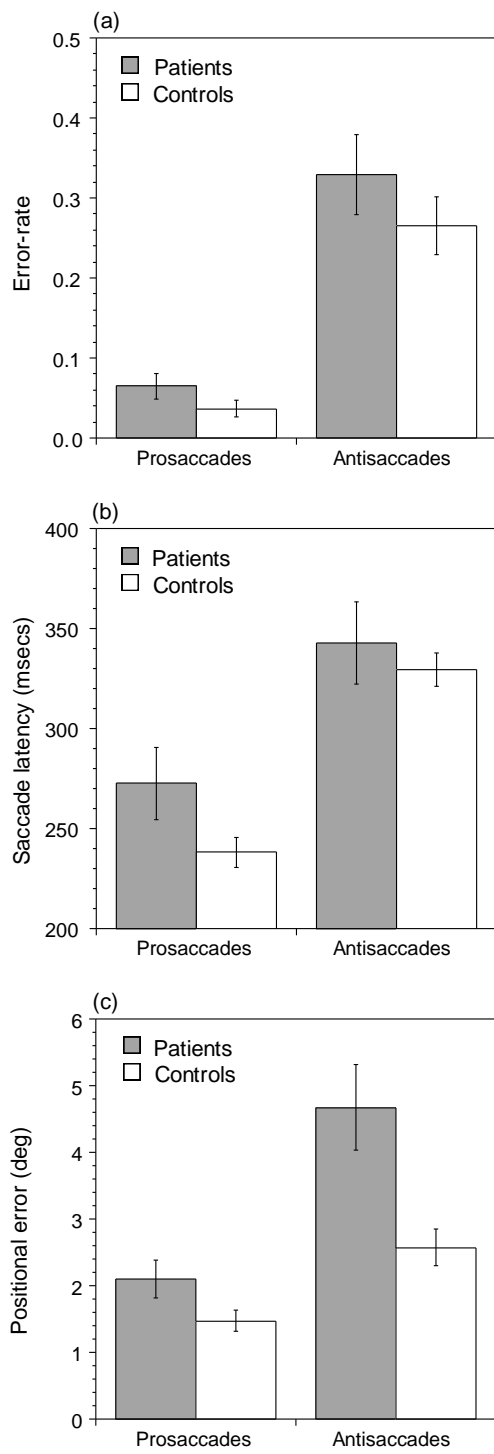 (a)
0.5
Patients
Controls
0.4
0.3
0.2
0.1
0.0
Error-rate
Prosaccades Antisaccades
(b)
400
Patients
Controls
350
300
250
200
Saccade latency (msecs)
Prosaccades Antisaccades
(c)
6
Patients
Controls
5
4
3
2
1
0
Positional error (deg)
Prosaccades Antisaccades